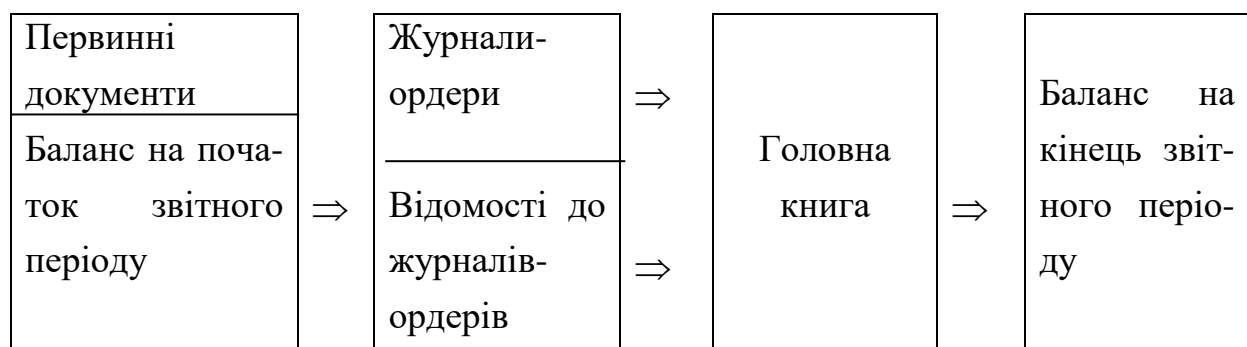 Первинні
документи
Баланс на поча-
ток звітного
періоду
⇒
Журнали-
ордери
Відомості до
журналів-
ордерів
⇒
⇒
Головна
книга
⇒
Баланс на
кінець звіт-
ного періо-
ду